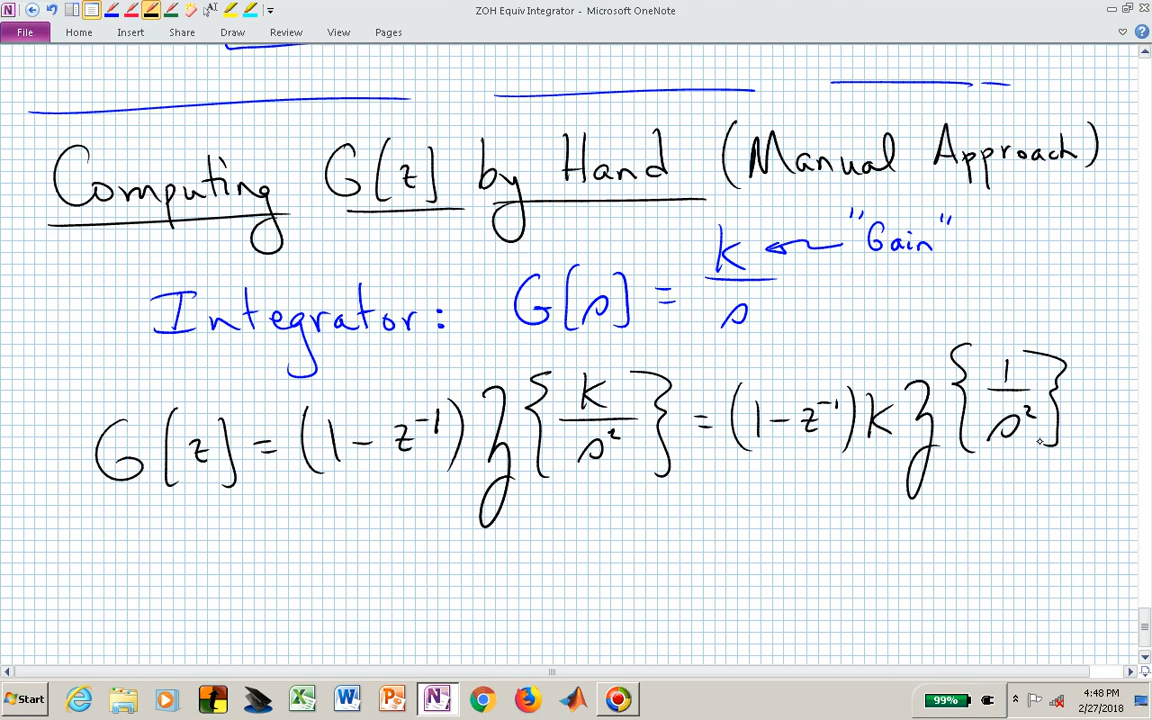 ZOH Equiv Integrator - Microsoft OneNote
File Home Insert Share Draw Review View Pages
Computing G(z) by Hand (Manual Approach)
Integrator: G(s) = k/s ← "Gain"
G(z) = (1 - z⁻¹) Z{k/s²} = (1 - z⁻¹) k Z{1/s²}
Start 99% 4:48 PM
2/27/2018